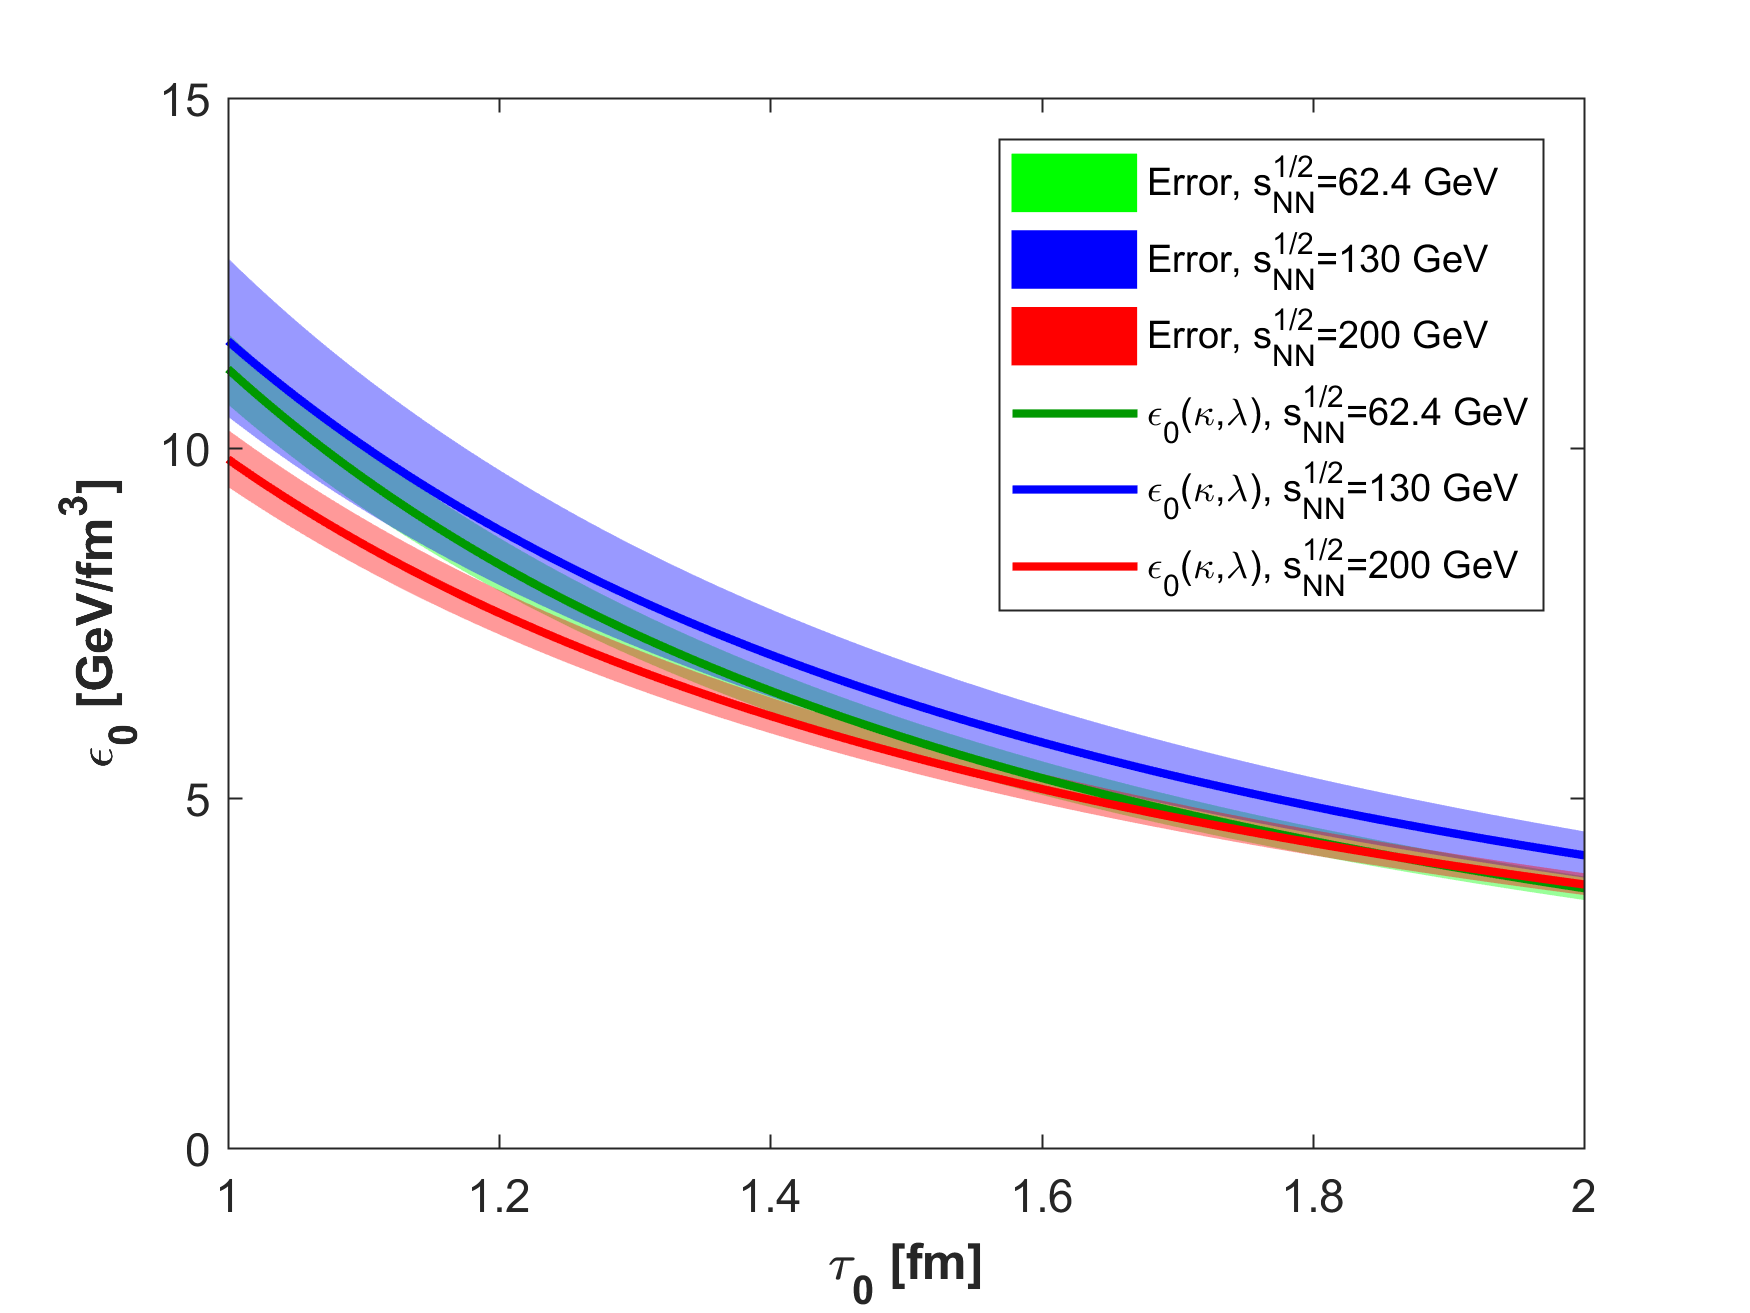 15
10
5
0
ϵ0 [GeV/fm3]
Error, sNN1/2=62.4 GeV
Error, sNN1/2=130 GeV
Error, sNN1/2=200 GeV
ϵ0(κ,λ), sNN1/2=62.4 GeV
ϵ0(κ,λ), sNN1/2=130 GeV
ϵ0(κ,λ), sNN1/2=200 GeV
1 1.2 1.4 1.6 1.8 2
τ0 [fm]